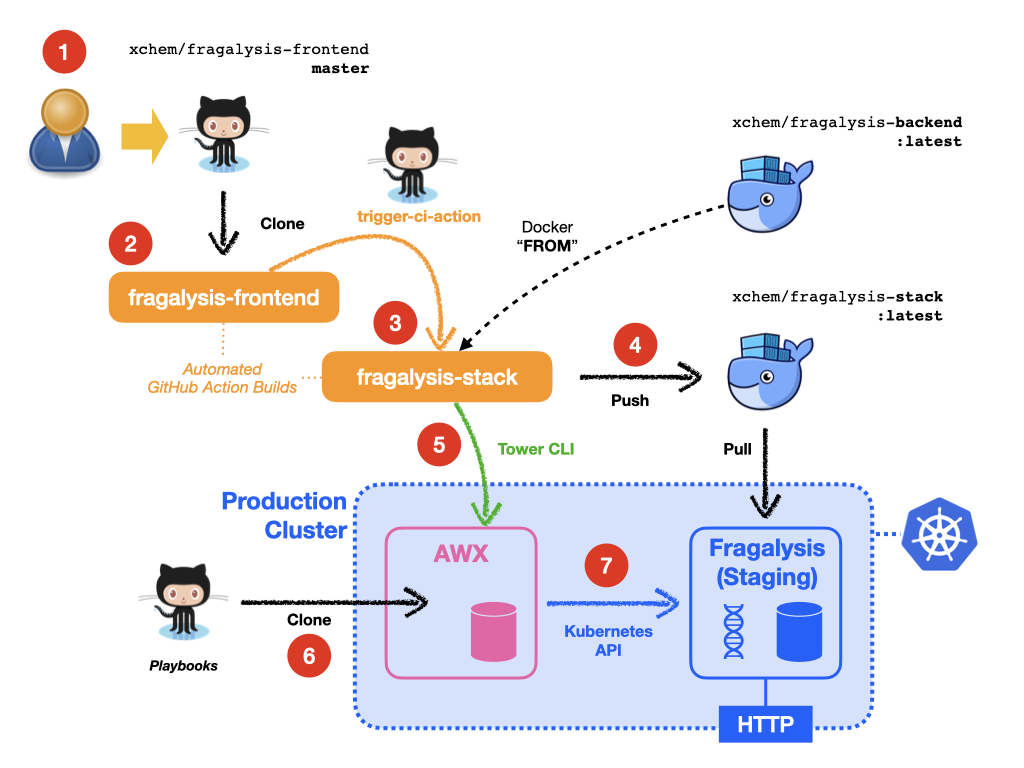 1
xchem/fragalysis-frontend
master
xchem/fragalysis-backend
:latest
trigger-ci-action
Clone
2
Docker
“FROM”
fragalysis-frontend
xchem/fragalysis-stack
:latest
3
4
Automated
GitHub Action Builds
fragalysis-stack
Push
5
Tower CLI
Pull
Production
Cluster
AWX
Fragalysis
(Staging)
7
Clone
Kubernetes
API
6
Playbooks
HTTP